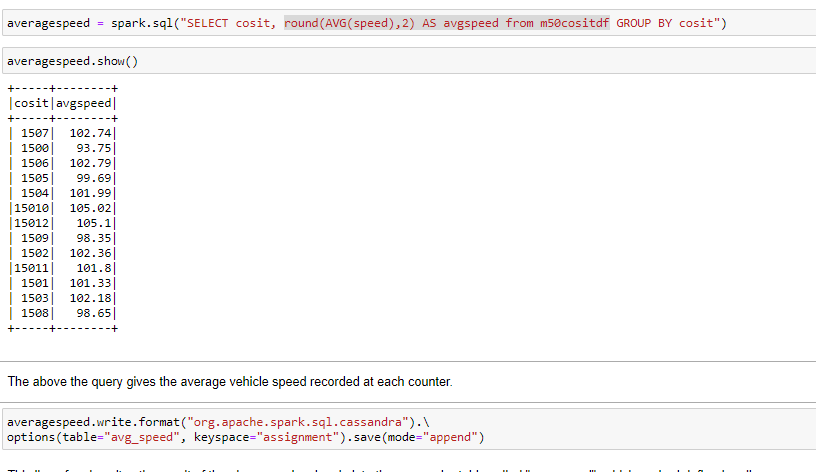 averagespeed = spark.sql("SELECT cosit, round(AVG(speed),2) AS avgspeed from m50cositdf GROUP BY cosit")
averagespeed.show()
+-----+--------+
|cosit|avgspeed|
+-----+--------+
| 1507|  102.74|
| 1500|   93.75|
| 1506|  102.79|
| 1505|   99.69|
| 1504|  101.99|
|15010|  105.02|
|15012|   105.1|
| 1509|   98.35|
| 1502|  102.36|
|15011|   101.8|
| 1501|  101.33|
| 1503|  102.18|
| 1508|   98.65|
+-----+--------+
The above the query gives the average vehicle speed recorded at each counter.
averagespeed.write.format("org.apache.spark.sql.cassandra").\
options(table="avg_speed", keyspace="assignment").save(mode="append")